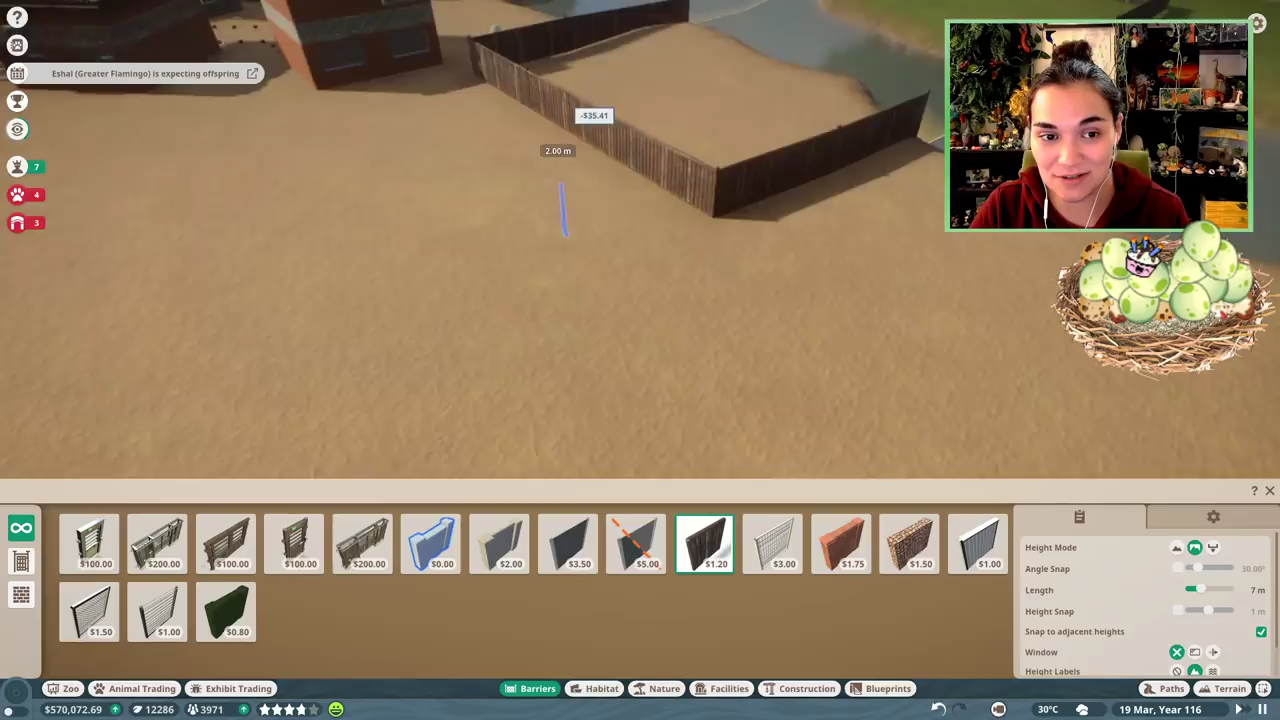 ?
Eshal (Greater Flamingo) is expecting offspring
7
4
3
-$35.41
2.00 m
?
$100.00
$200.00
$100.00
$100.00
$200.00
$0.00
$2.00
$3.50
$5.00
$1.20
$3.00
$1.75
$1.50
$1.00
$1.50
$1.00
$0.80
Height Mode
Angle Snap 30.00°
Length 7 m
Height Snap 1 m
Snap to adjacent heights
Window
Height Labels
Zoo
Animal Trading
Exhibit Trading
Barriers
Habitat
Nature
Facilities
Construction
Blueprints
Paths
Terrain
$570,072.69
12286
3971
30°C
19 Mar, Year 116